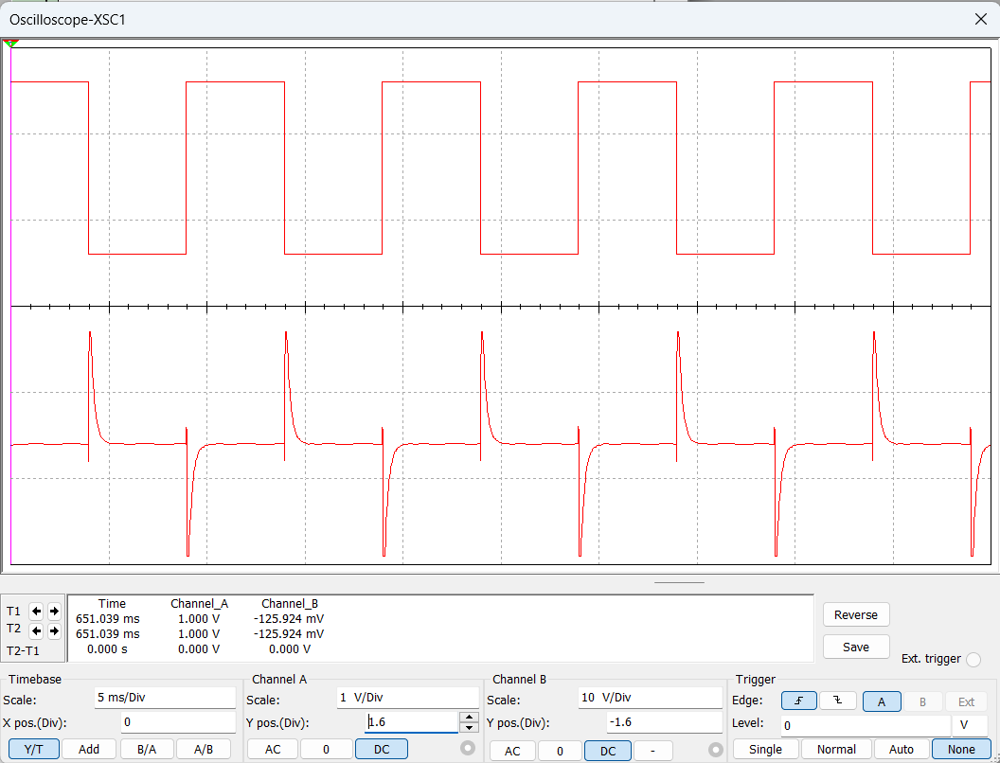 Oscilloscope-XSC1
Time Channel_A Channel_B
T1 651.039 ms 1.000 V -125.924 mV
T2 651.039 ms 1.000 V -125.924 mV
T2-T1 0.000 s 0.000 V 0.000 V
Reverse
Save
Ext. trigger
Timebase
Scale: 5 ms/Div
X pos.(Div): 0
Y/T Add B/A A/B
Channel A
Scale: 1 V/Div
Y pos.(Div): 1.6
AC 0 DC
Channel B
Scale: 10 V/Div
Y pos.(Div): -1.6
AC 0 DC -
Trigger
Edge: A B Ext
Level: 0 V
Single Normal Auto None